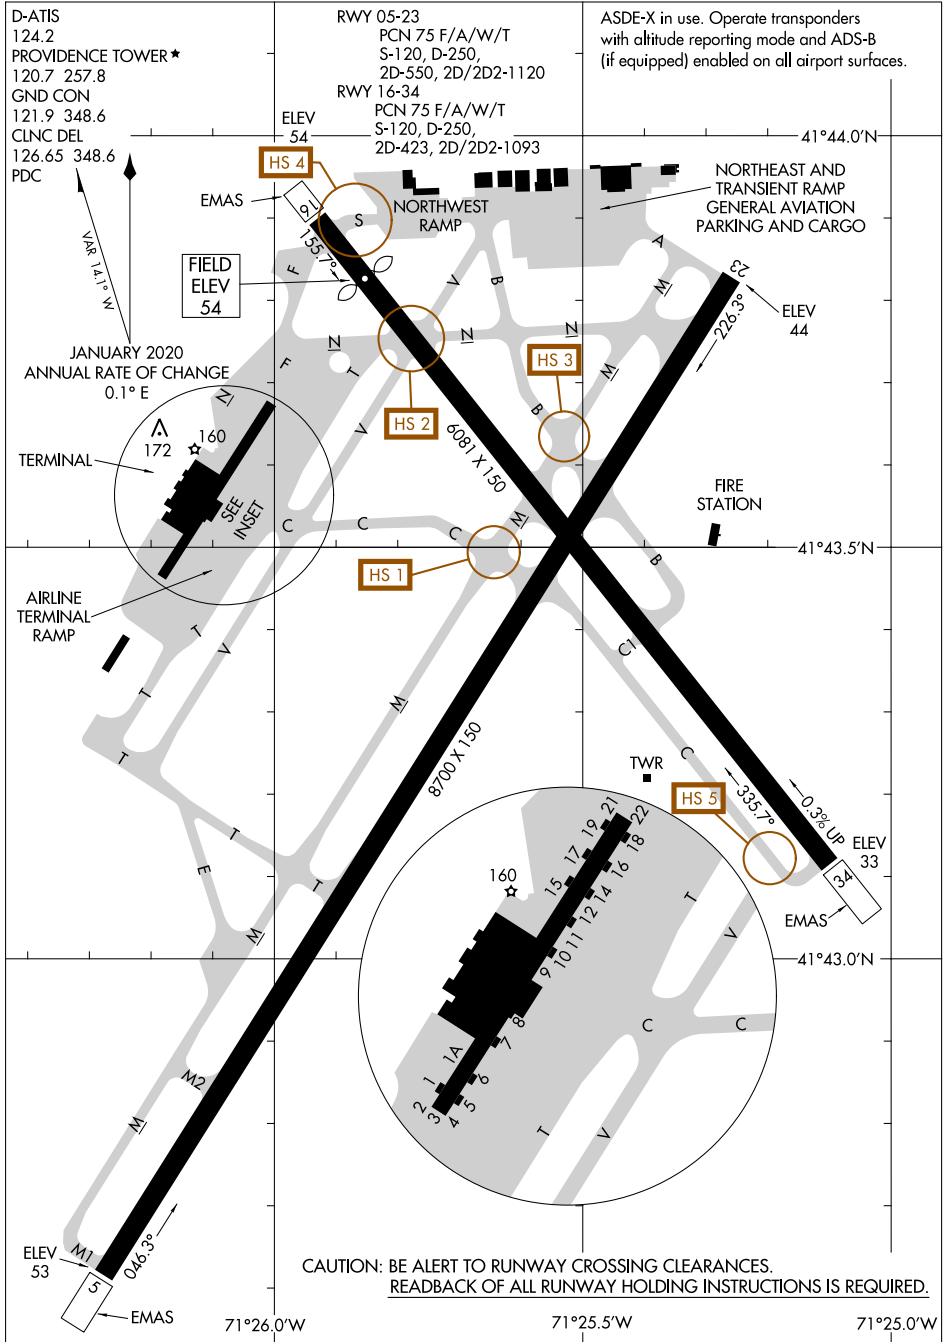 D-ATIS
124.2
PROVIDENCE TOWER★
120.7 257.8
GND CON
121.9 348.6
CLNC DEL
126.65 348.6
PDC
RWY 05-23
PCN 75 F/A/W/T
S-120, D-250,
2D-550, 2D/2D2-1120
RWY 16-34
PCN 75 F/A/W/T
S-120, D-250,
2D-423, 2D/2D2-1093
ASDE-X in use. Operate transponders
with altitude reporting mode and ADS-B
(if equipped) enabled on all airport surfaces.
41°44.0'N
VAR 14.1° W
JANUARY 2020
ANNUAL RATE OF CHANGE
0.1° E
ELEV
54
HS 4
EMAS
16
S
155.7°
FIELD
ELEV
54
NORTHWEST
RAMP
NORTHEAST AND
TRANSIENT RAMP
GENERAL AVIATION
PARKING AND CARGO
A
23
ELEV
44
226.3°
F
V
B
M
N
N
N
F
T
V
N
HS 2
HS 3
B
M
6081 X 150
172
160
TERMINAL
SEE
INSET
C
C
C
M
FIRE
STATION
41°43.5'N
HS 1
B
AIRLINE
TERMINAL
RAMP
T
V
T
T
C1
M
8700 X 150
C
TWR
HS 5
335.7°
0.3% UP
ELEV
33
34
EMAS
T
E
T
M
41°43.0'N
160
21
22
19
18
17
16
15
14
12
11
10
9
8
7
1A
6
5
4
3
2
1
T
V
C
C
T
V
M2
M
M1
ELEV
53
046.3°
5
EMAS
CAUTION: BE ALERT TO RUNWAY CROSSING CLEARANCES.
READBACK OF ALL RUNWAY HOLDING INSTRUCTIONS IS REQUIRED.
71°26.0'W
71°25.5'W
71°25.0'W